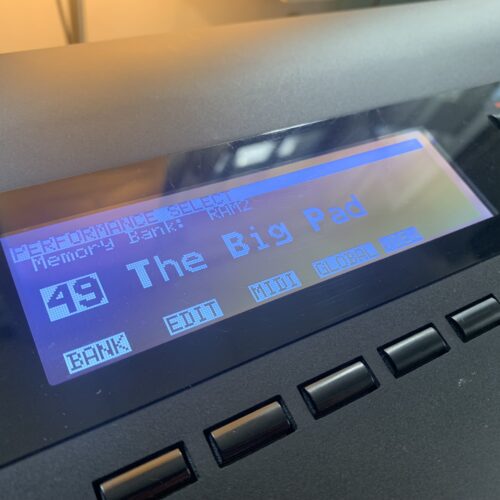 PERFORMANCE SELECT
Memory Bank: RAM2
49 The Big Pad
BANK EDIT MIDI GLOBAL